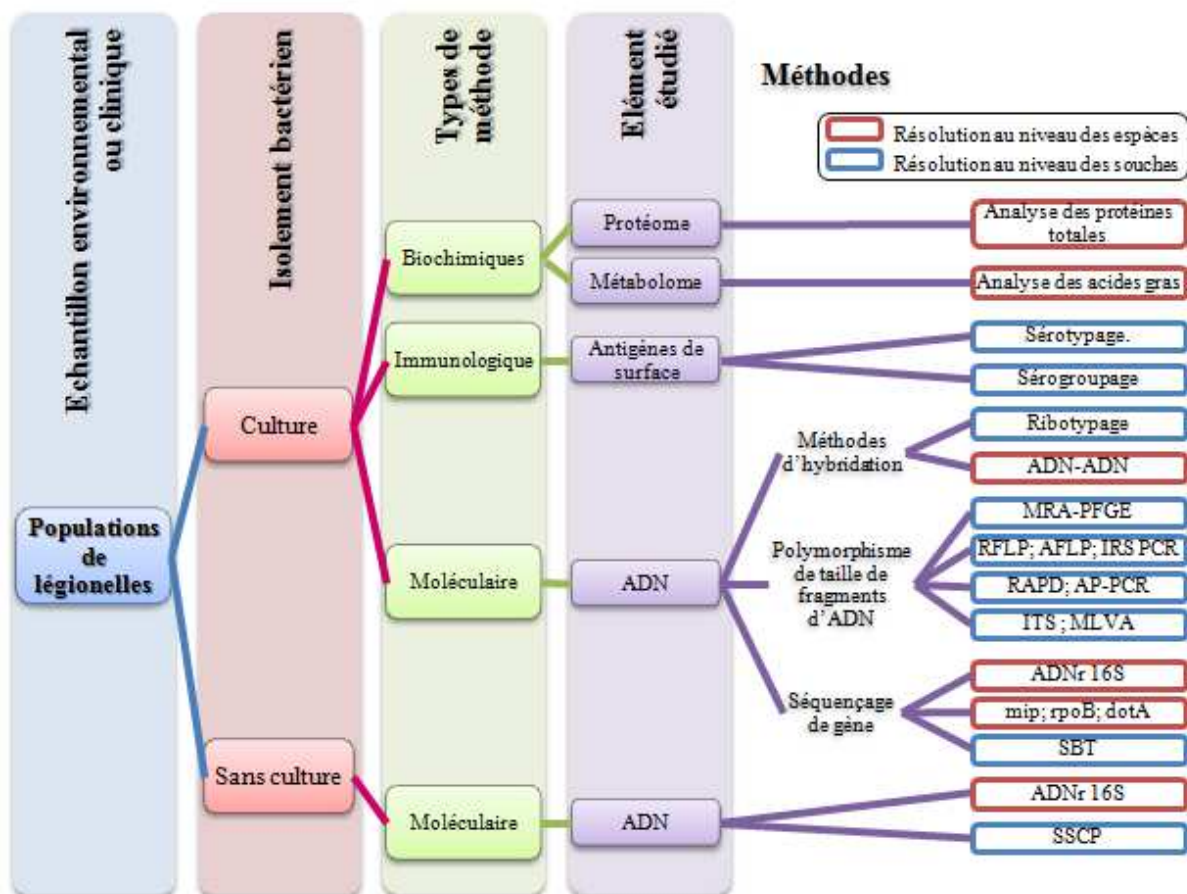 Echantillon environnemental
ou clinique
Isolement bactérien
Types de
méthode
Elément
étudié
Méthodes
Résolution au niveau des espèces
Résolution au niveau des souches
Populations
de
légionelles
Culture
Sans culture
Biochimiques
Immunologique
Moléculaire
Moléculaire
Protéome
Métabolome
Antigènes de
surface
ADN
ADN
Méthodes
d'hybridation
Polymorphisme
de taille de
fragments
d'ADN
Séquençage
de gène
Analyse des protéines
totales
Analyse des acides gras
Sérotypage.
Sérogroupage
Ribotypage
ADN-ADN
MRA-PFGE
RFLP; AFLP; IRS PCR
RAPD; AP-PCR
ITS ; MLVA
ADNr 16S
mip; rpoB; dotA
SBT
ADNr 16S
SSCP